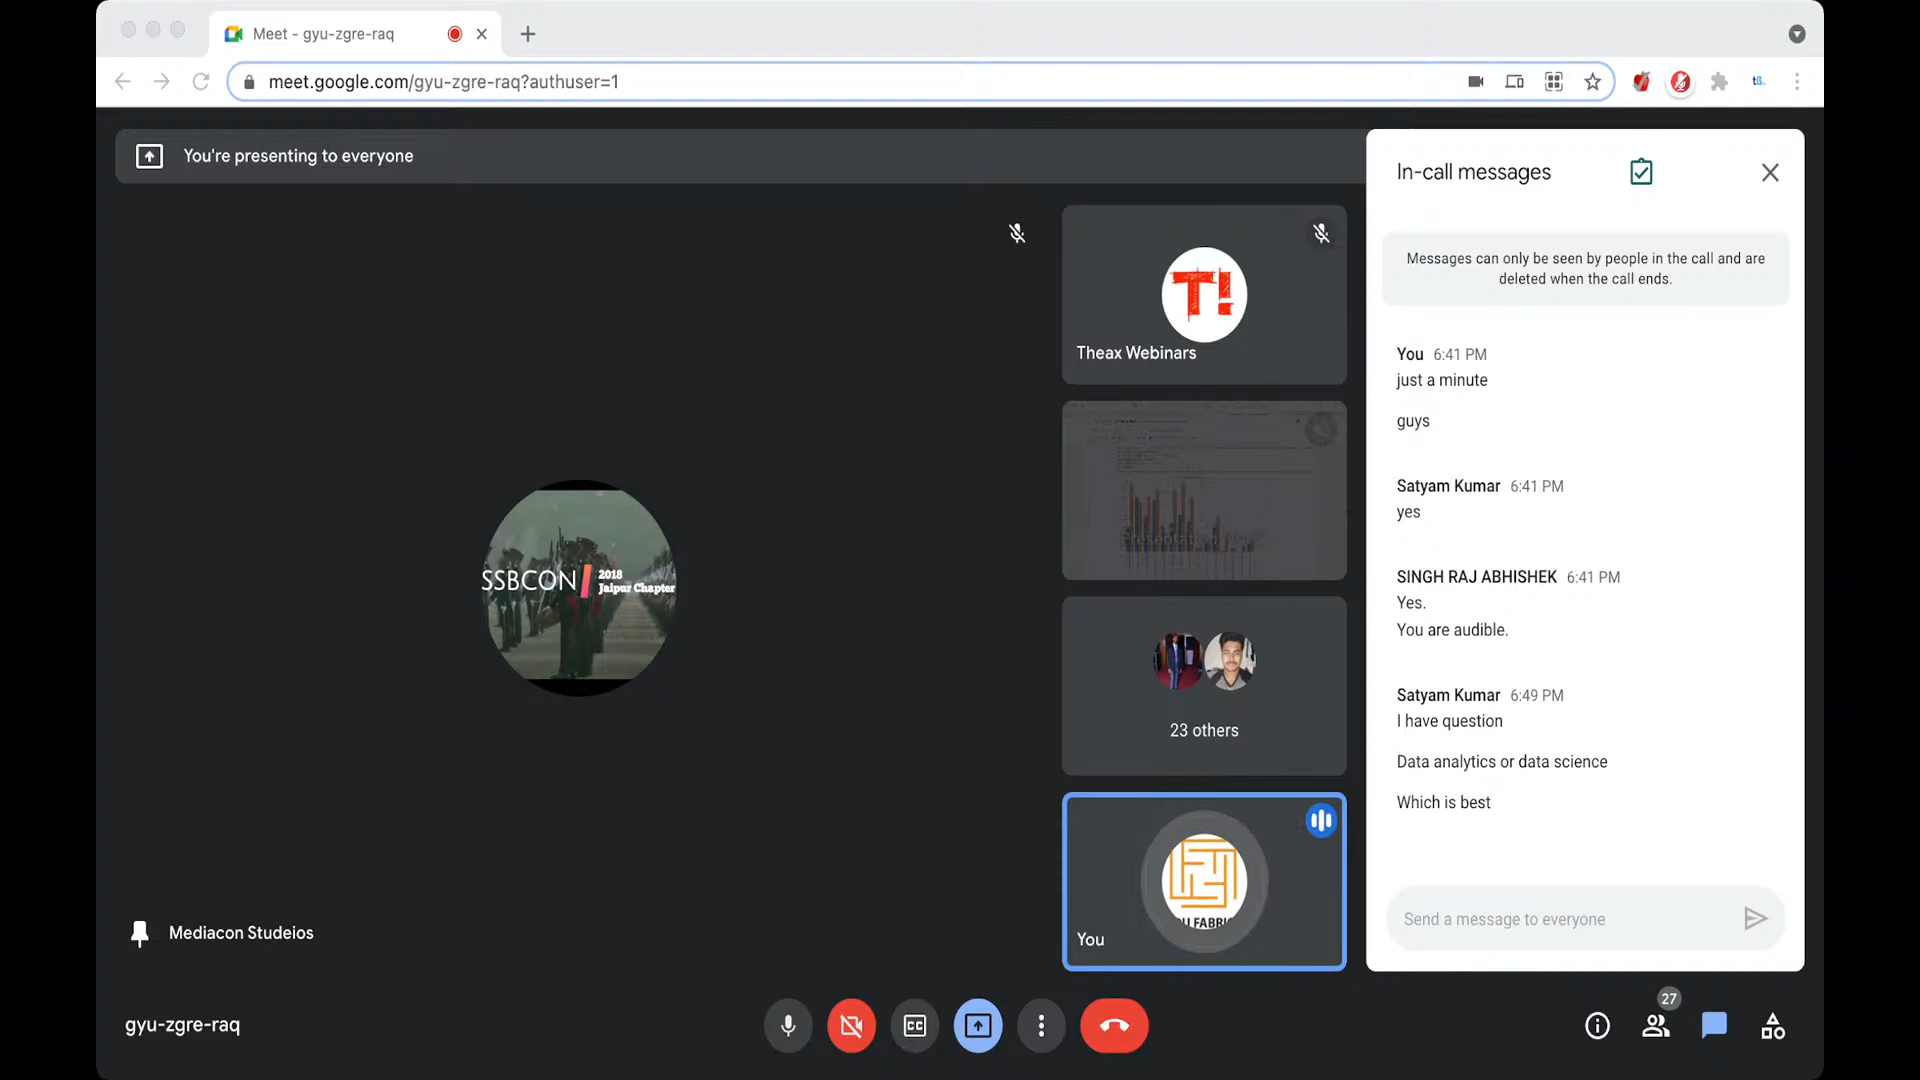 Meet - gyu-zgre-raq
meet.google.com/gyu-zgre-raq?authuser=1
tß.
You're presenting to everyone
In-call messages
Messages can only be seen by people in the call and are
deleted when the call ends.
T!
Theax Webinars
You 6:41 PM
just a minute
guys
Satyam Kumar 6:41 PM
yes
SINGH RAJ ABHISHEK 6:41 PM
Yes.
You are audible.
SSBCON
2018
Jaipur Chapter
23 others
Satyam Kumar 6:49 PM
I have question
Data analytics or data science
Which is best
FABRI
You
Mediacon Studeios
Send a message to everyone
gyu-zgre-raq
CC
27